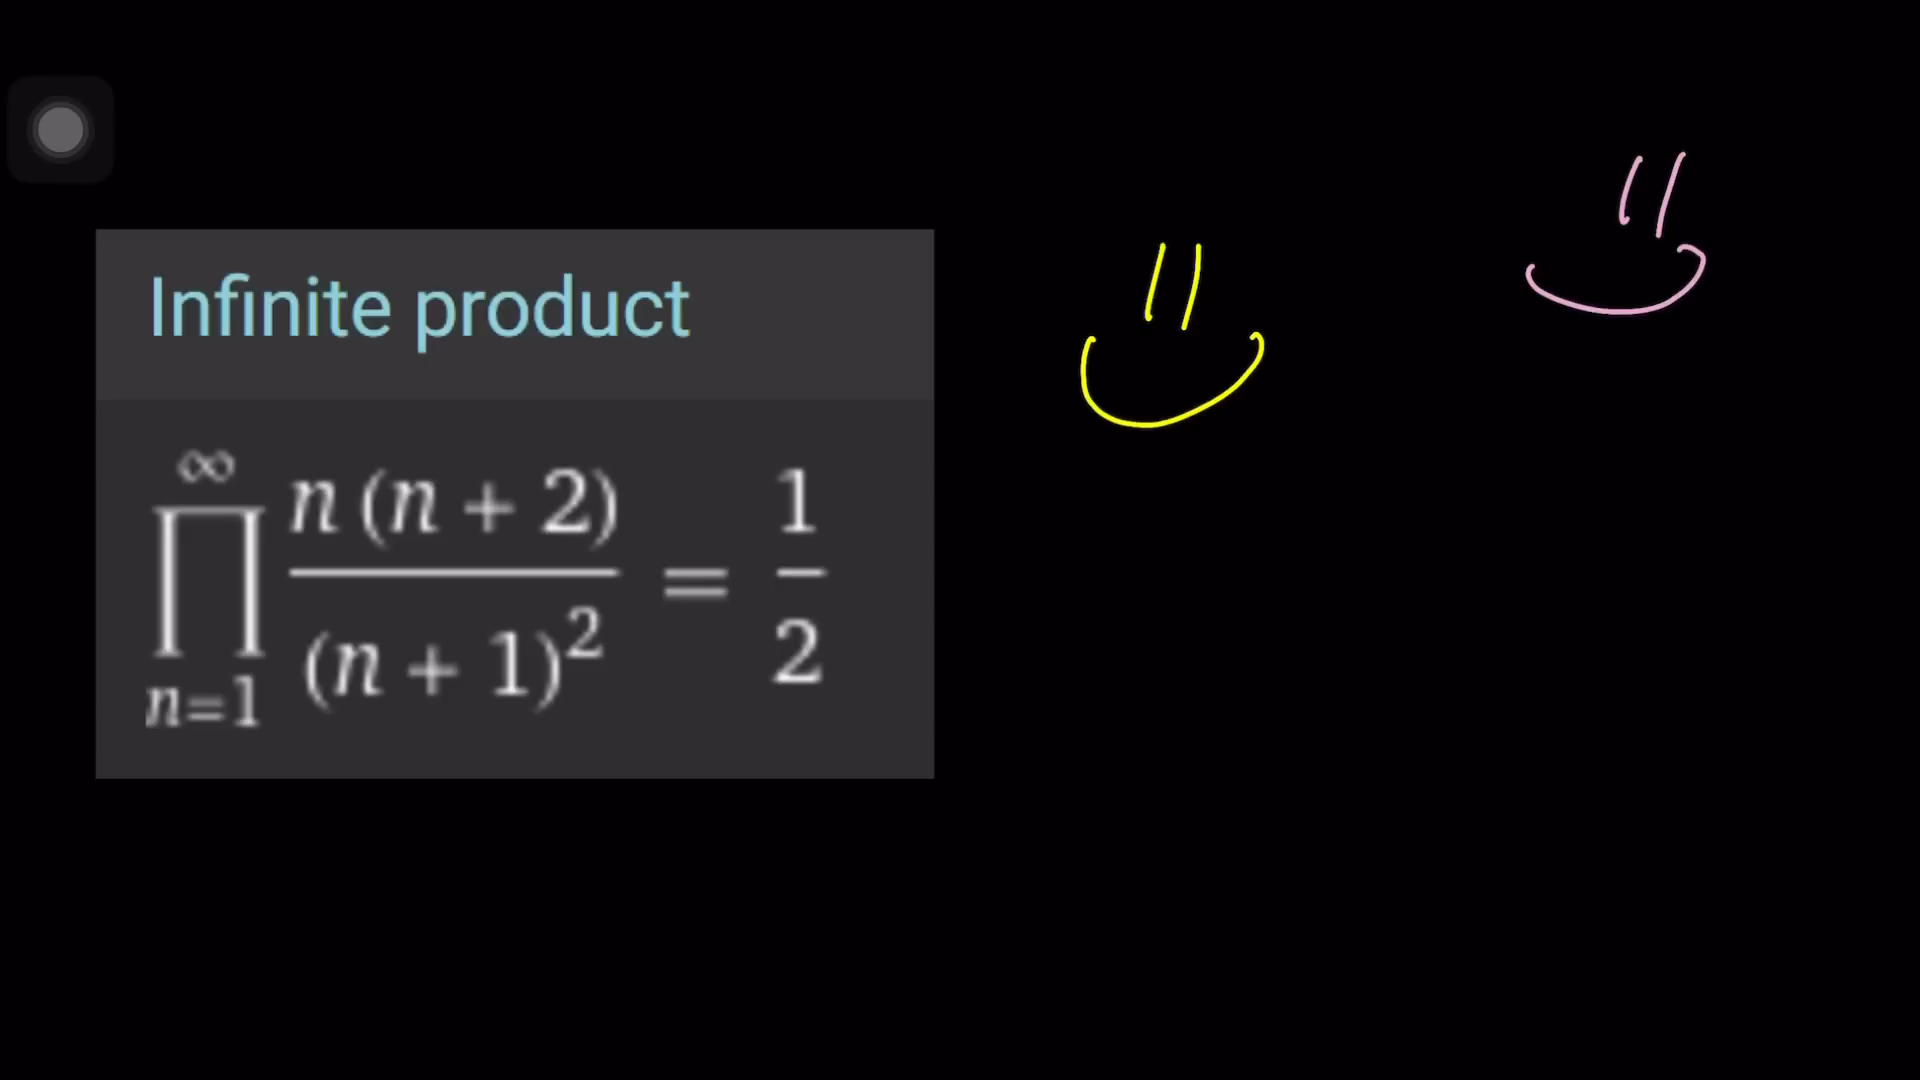 Infinite product
∞
∏ n (n + 2) / (n + 1)² = 1 / 2
n=1